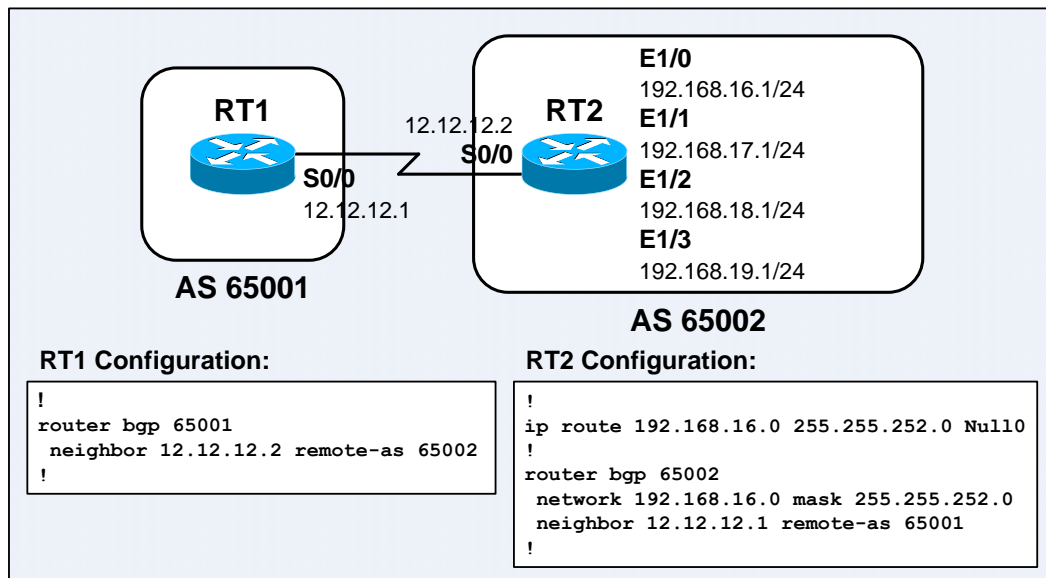 RT1
S0/0
12.12.12.1
AS 65001
12.12.12.2
S0/0
RT2
E1/0
192.168.16.1/24
E1/1
192.168.17.1/24
E1/2
192.168.18.1/24
E1/3
192.168.19.1/24
AS 65002
RT1 Configuration:
!
router bgp 65001
neighbor 12.12.12.2 remote-as 65002
!
RT2 Configuration:
!
ip route 192.168.16.0 255.255.252.0 Null0
!
router bgp 65002
network 192.168.16.0 mask 255.255.252.0
neighbor 12.12.12.1 remote-as 65001
!